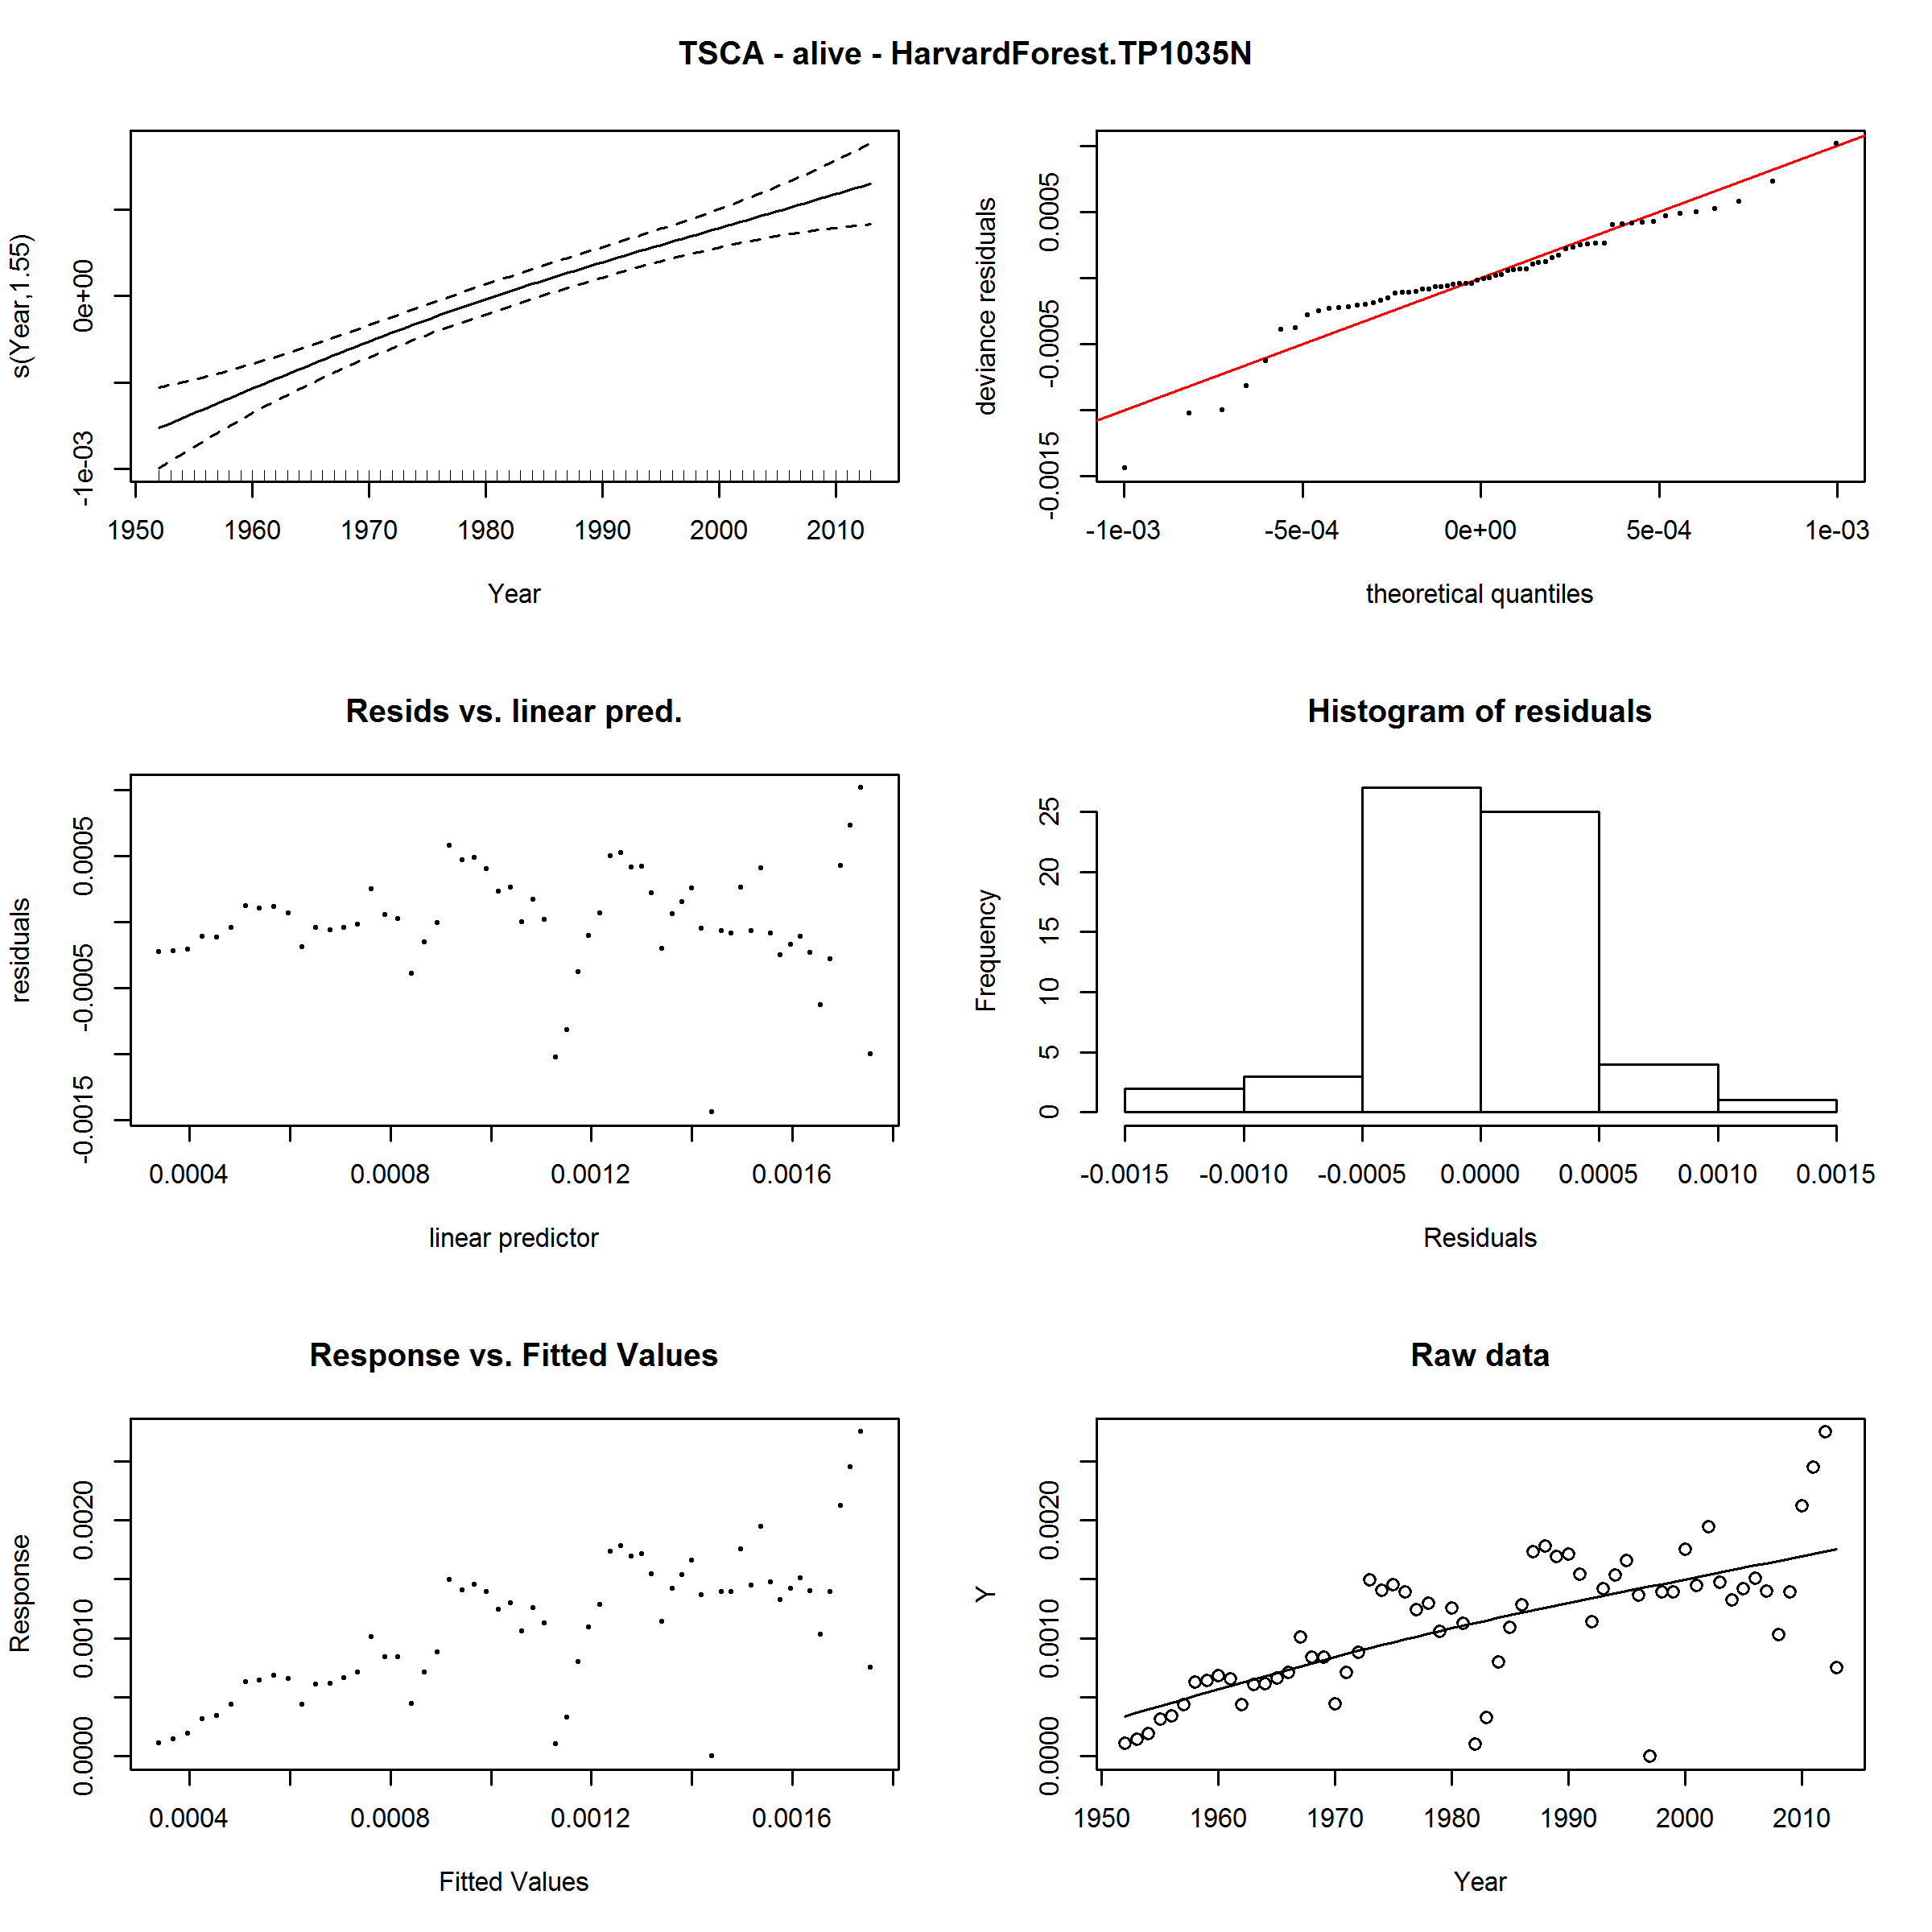 TSCA - alive - HarvardForest.TP1035N
s(Year,1.55)
-1e-03 0e+00
1950 1960 1970 1980 1990 2000 2010
Year
deviance residuals
-0.0015 -0.0005 0.0005
-1e-03 -5e-04 0e+00 5e-04 1e-03
theoretical quantiles
Resids vs. linear pred.
residuals
-0.0015 -0.0005 0.0005
0.0004 0.0008 0.0012 0.0016
linear predictor
Histogram of residuals
Frequency
0 5 10 15 20 25
-0.0015 -0.0010 -0.0005 0.0000 0.0005 0.0010 0.0015
Residuals
Response vs. Fitted Values
Response
0.0000 0.0010 0.0020
0.0004 0.0008 0.0012 0.0016
Fitted Values
Raw data
Y
0.0000 0.0010 0.0020
1950 1960 1970 1980 1990 2000 2010
Year